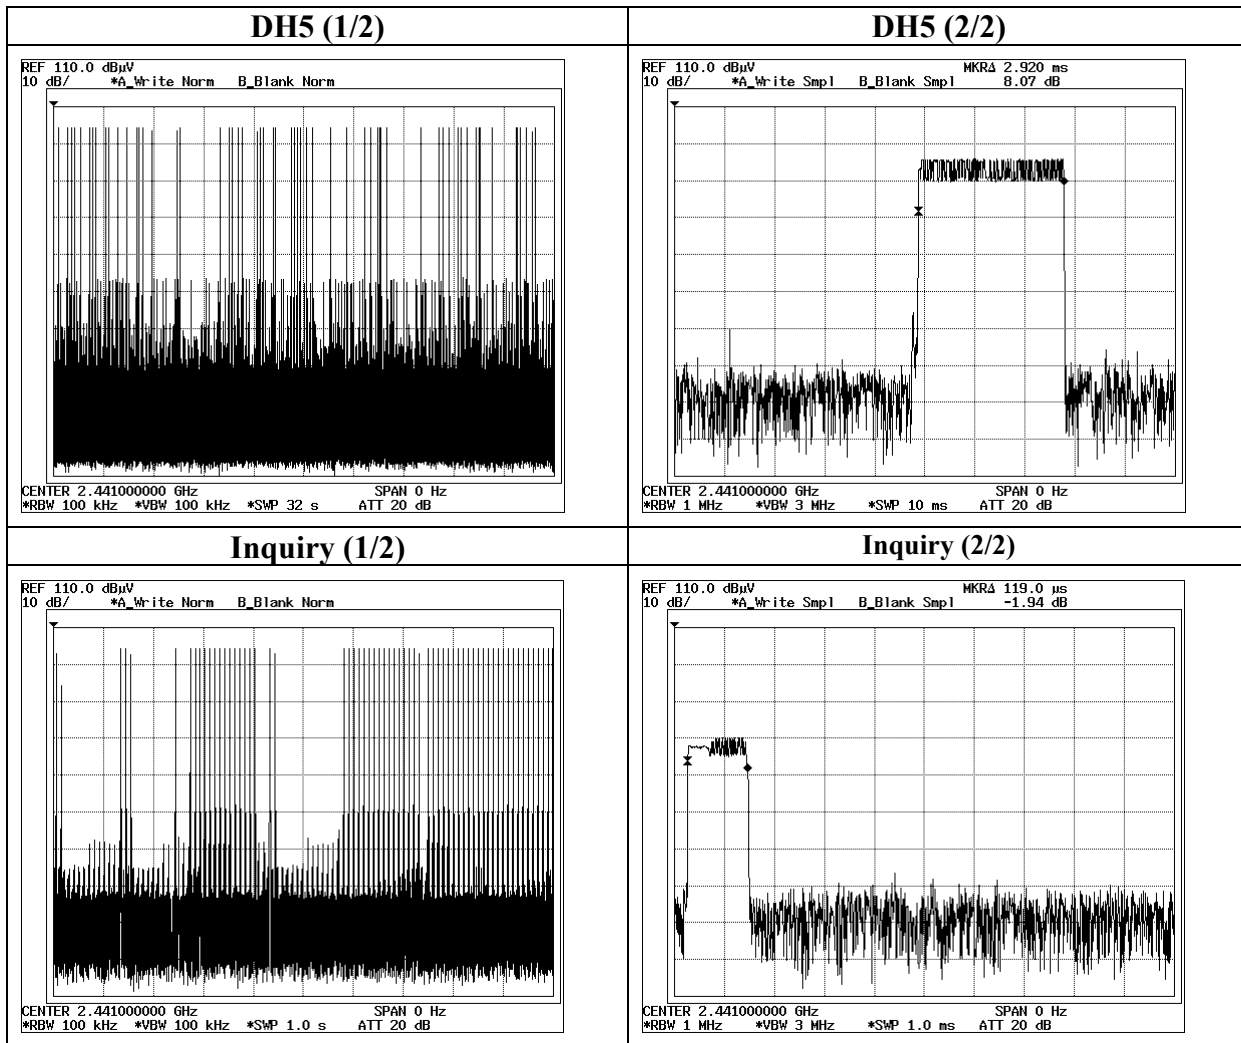 DH5 (1/2)
DH5 (2/2)
REF 110.0 dBµV
10 dB/ *A_Write Norm B_Blank Norm
CENTER 2.441000000 GHz SPAN 0 Hz
*RBW 100 kHz *VBW 100 kHz *SWP 32 s ATT 20 dB
REF 110.0 dBµV MKRΔ 2.920 ms
10 dB/ *A_Write Smpl B_Blank Smpl 8.07 dB
CENTER 2.441000000 GHz SPAN 0 Hz
*RBW 1 MHz *VBW 3 MHz *SWP 10 ms ATT 20 dB
Inquiry (1/2)
Inquiry (2/2)
REF 110.0 dBµV
10 dB/ *A_Write Norm B_Blank Norm
CENTER 2.441000000 GHz SPAN 0 Hz
*RBW 100 kHz *VBW 100 kHz *SWP 1.0 s ATT 20 dB
REF 110.0 dBµV MKRΔ 119.0 µs
10 dB/ *A_Write Smpl B_Blank Smpl -1.94 dB
CENTER 2.441000000 GHz SPAN 0 Hz
*RBW 1 MHz *VBW 3 MHz *SWP 1.0 ms ATT 20 dB